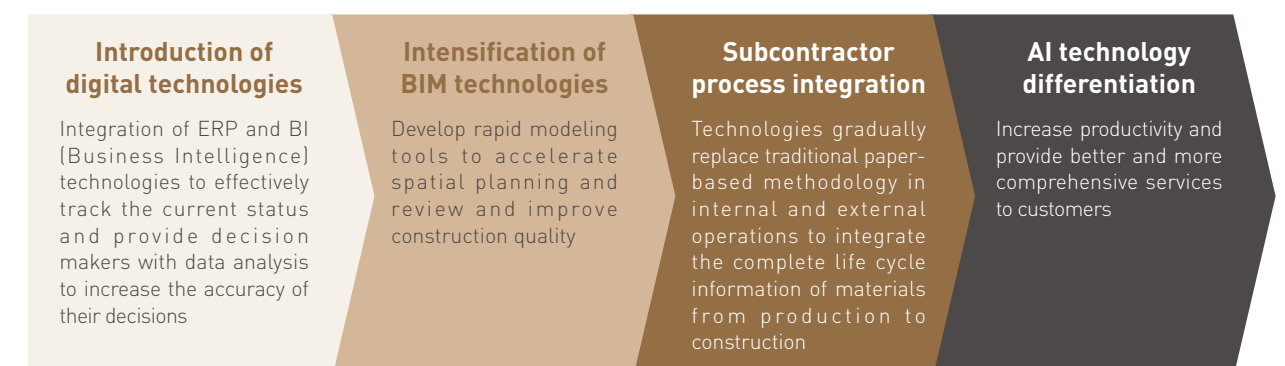 Introduction of
digital technologies
Integration of ERP and BI
(Business Intelligence)
technologies to effectively
track the current status
and provide decision
makers with data analysis
to increase the accuracy of
their decisions
Intensification of
BIM technologies
Develop rapid modeling
tools to accelerate
spatial planning and
review and improve
construction quality
Subcontractor
process integration
Technologies gradually
replace traditional paper-
based methodology in
internal and external
operations to integrate
the complete life cycle
information of materials
from production to
construction
AI technology
differentiation
Increase productivity and
provide better and more
comprehensive services
to customers